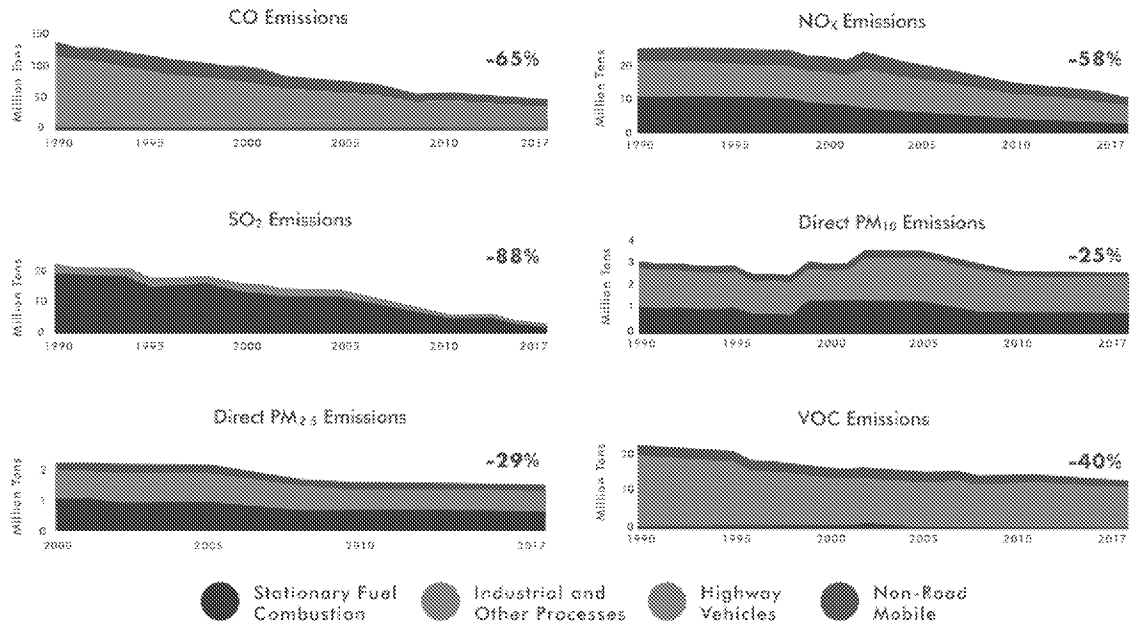 CO Emissions
150
100
50
0
Million Tons
-65%
1990 1995 2000 2005 2010 2017
NOX Emissions
20
10
0
Million Tons
-58%
1990 1995 2000 2005 2010 2017
SO2 Emissions
20
10
0
Million Tons
-88%
1990 1995 2000 2005 2010 2017
Direct PM10 Emissions
4
3
2
1
0
Million Tons
-25%
1990 1995 2000 2005 2010 2017
Direct PM2.5 Emissions
2
1
0
Million Tons
-29%
2000 2005 2010 2017
VOC Emissions
20
10
0
Million Tons
-40%
1990 1995 2000 2005 2010 2017
Stationary Fuel
Combustion
Industrial and
Other Processes
Highway
Vehicles
Non-Road
Mobile